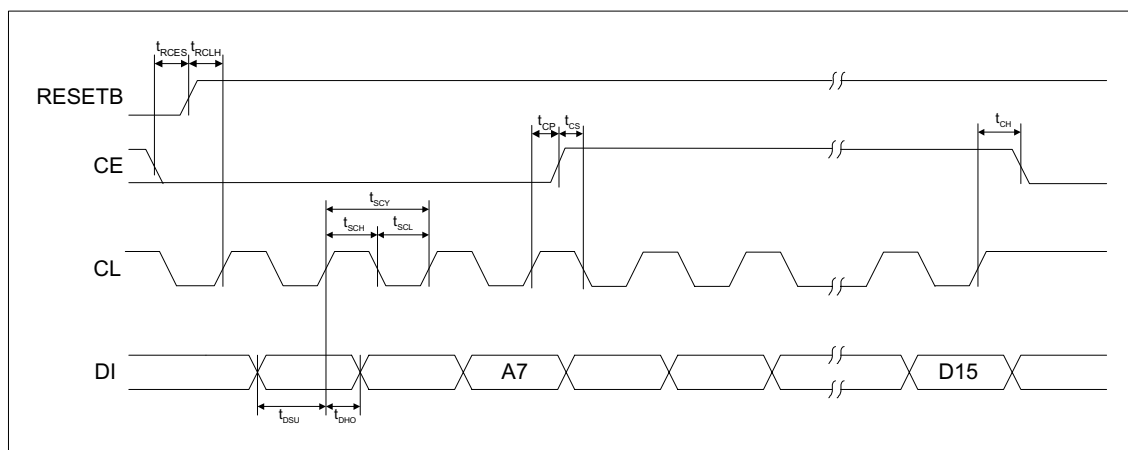 tRCES tRCLH
RESETB
tCP tCS
tCH
CE
tSCY
tSCH tSCL
CL
DI
A7
D15
tDSU tDHO